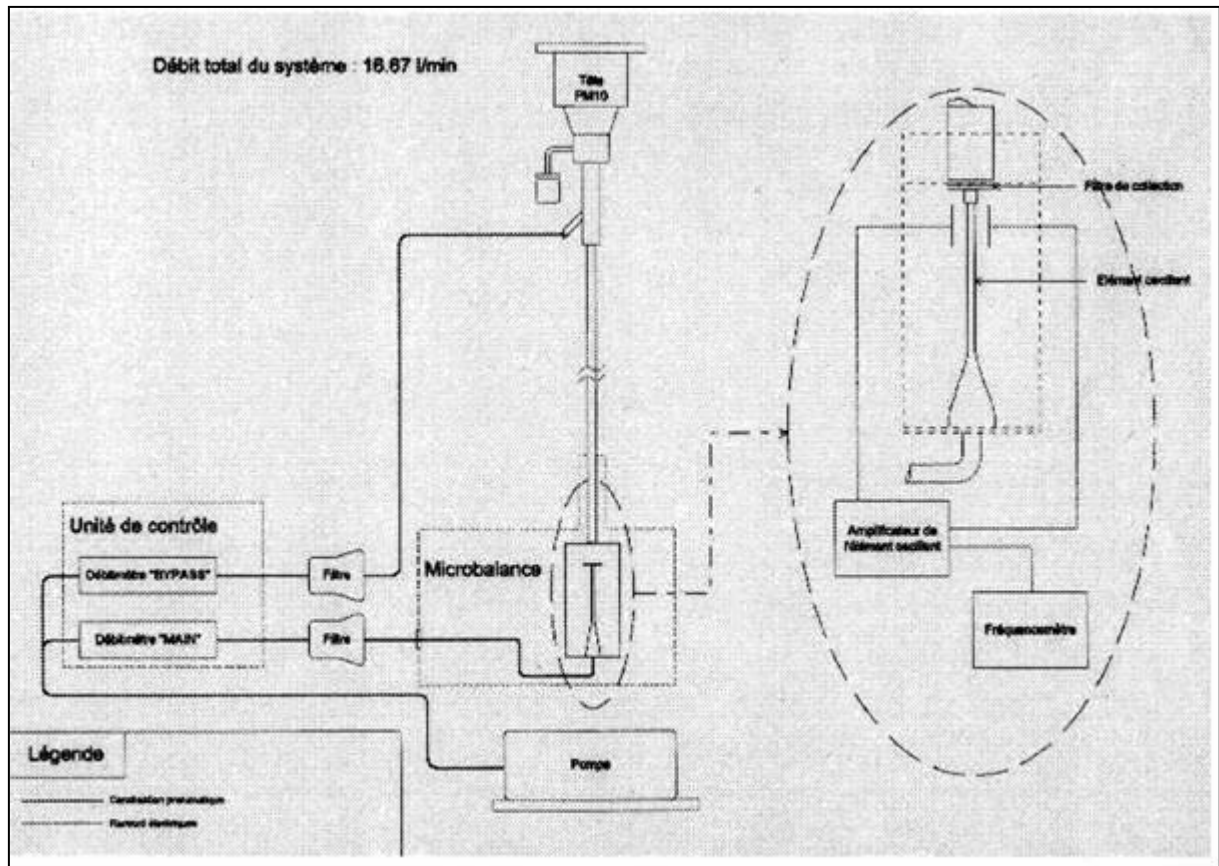 Débit total du système : 16.67 l/min
Tête
PM10
Filtre de collection
Elément oscillant
Amplificateur de
l'élément oscillant
Fréquencemètre
Unité de contrôle
Débitmètre "BYPASS"
Filtre
Microbalance
Débitmètre "MAIN"
Filtre
Pompe
Légende
Canalisation pneumatique